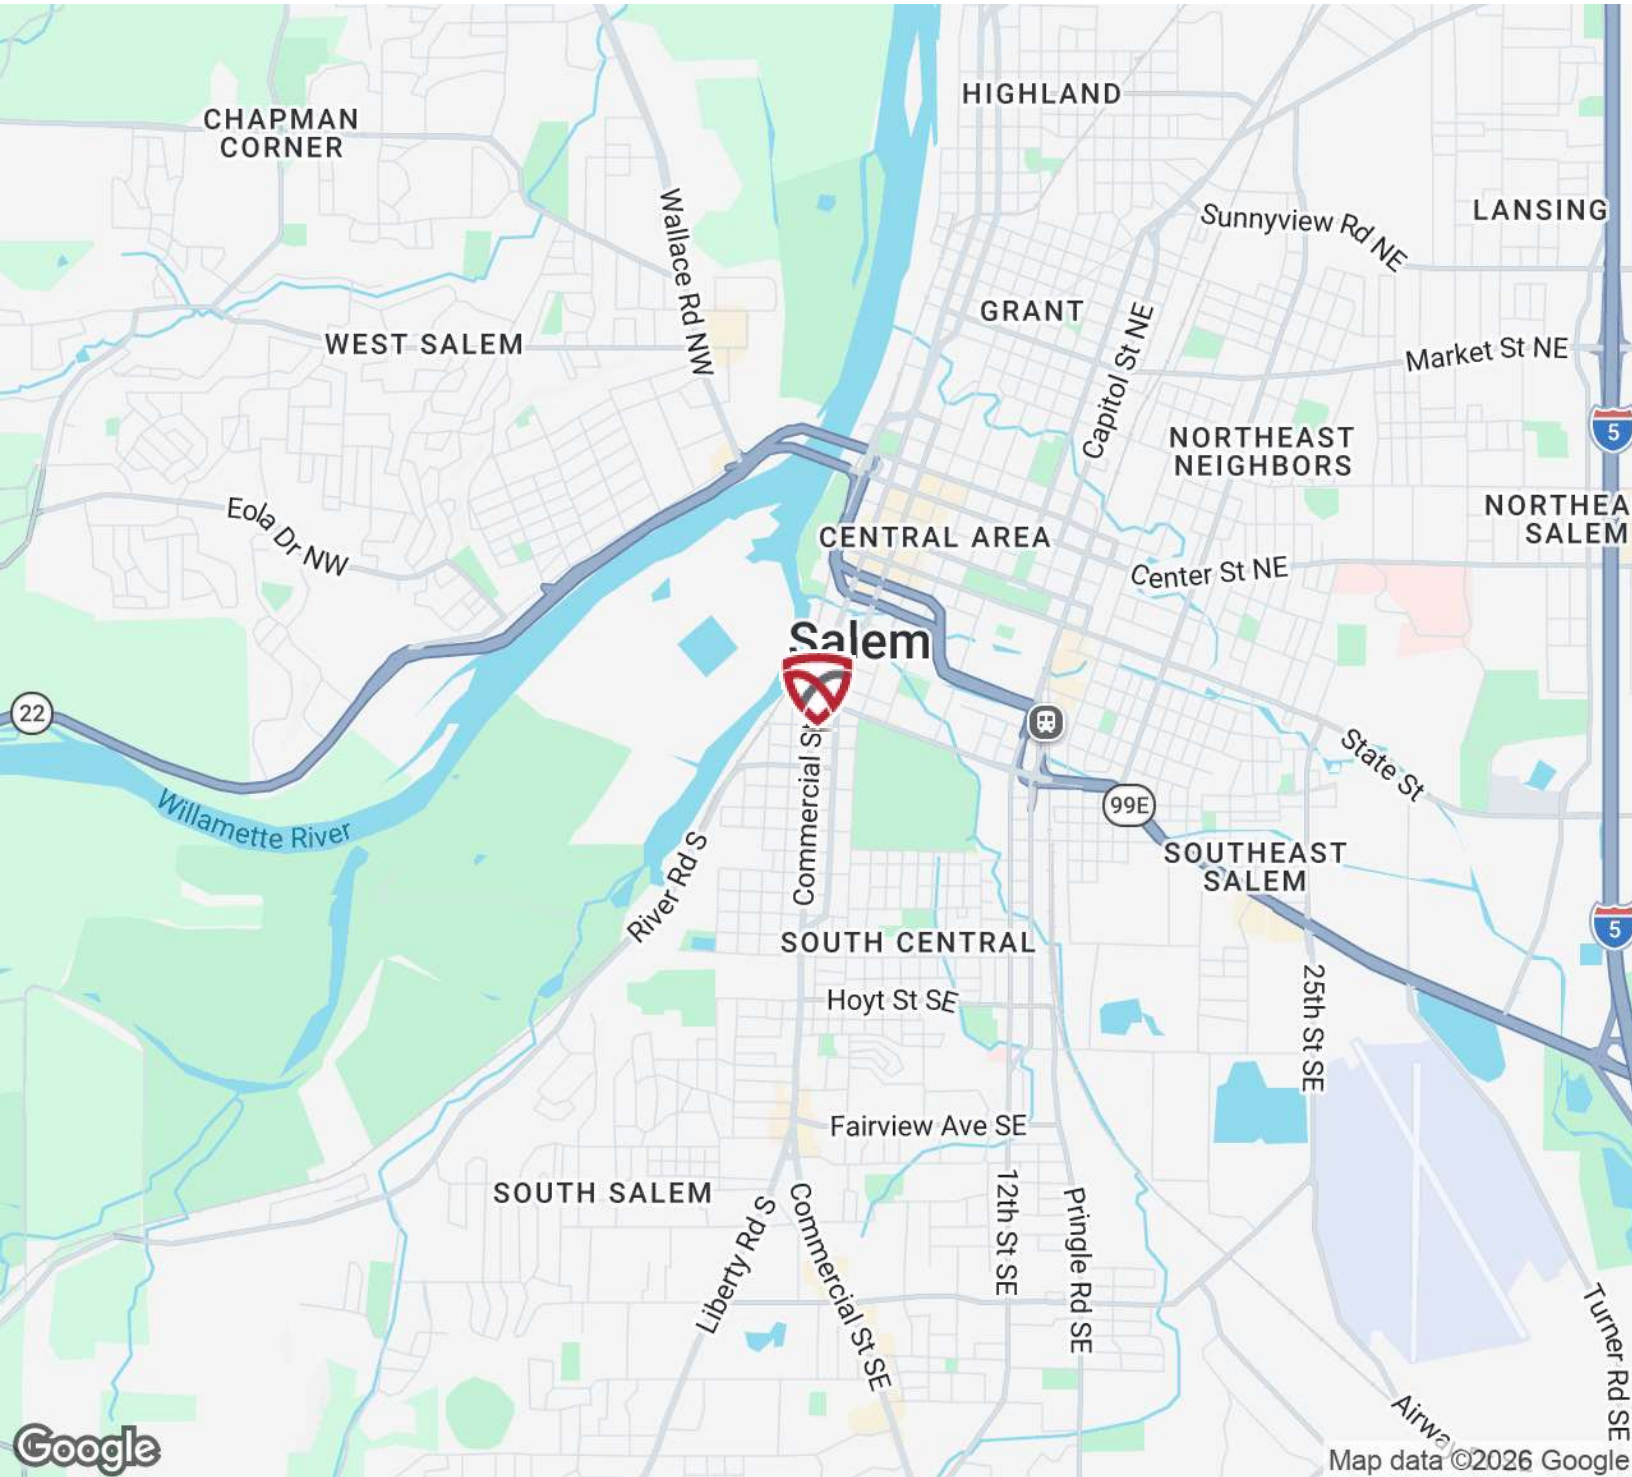 HIGHLAND
CHAPMAN
CORNER
LANSING
Sunnyview Rd NE
Wallace Rd NW
GRANT
WEST SALEM
Capitol St NE
Market St NE
5
NORTHEAST
NEIGHBORS
NORTHEA
SALEM
Eola Dr NW
CENTRAL AREA
Center St NE
Salem
22
State St
Commercial St
99E
Willamette River
River Rd S
SOUTHEAST
SALEM
5
SOUTH CENTRAL
25th St SE
Hoyt St SE
Fairview Ave SE
SOUTH SALEM
12th St SE
Pringle Rd SE
Liberty Rd S
Commercial St SE
Turner Rd SE
Google
Map data ©2026 Google